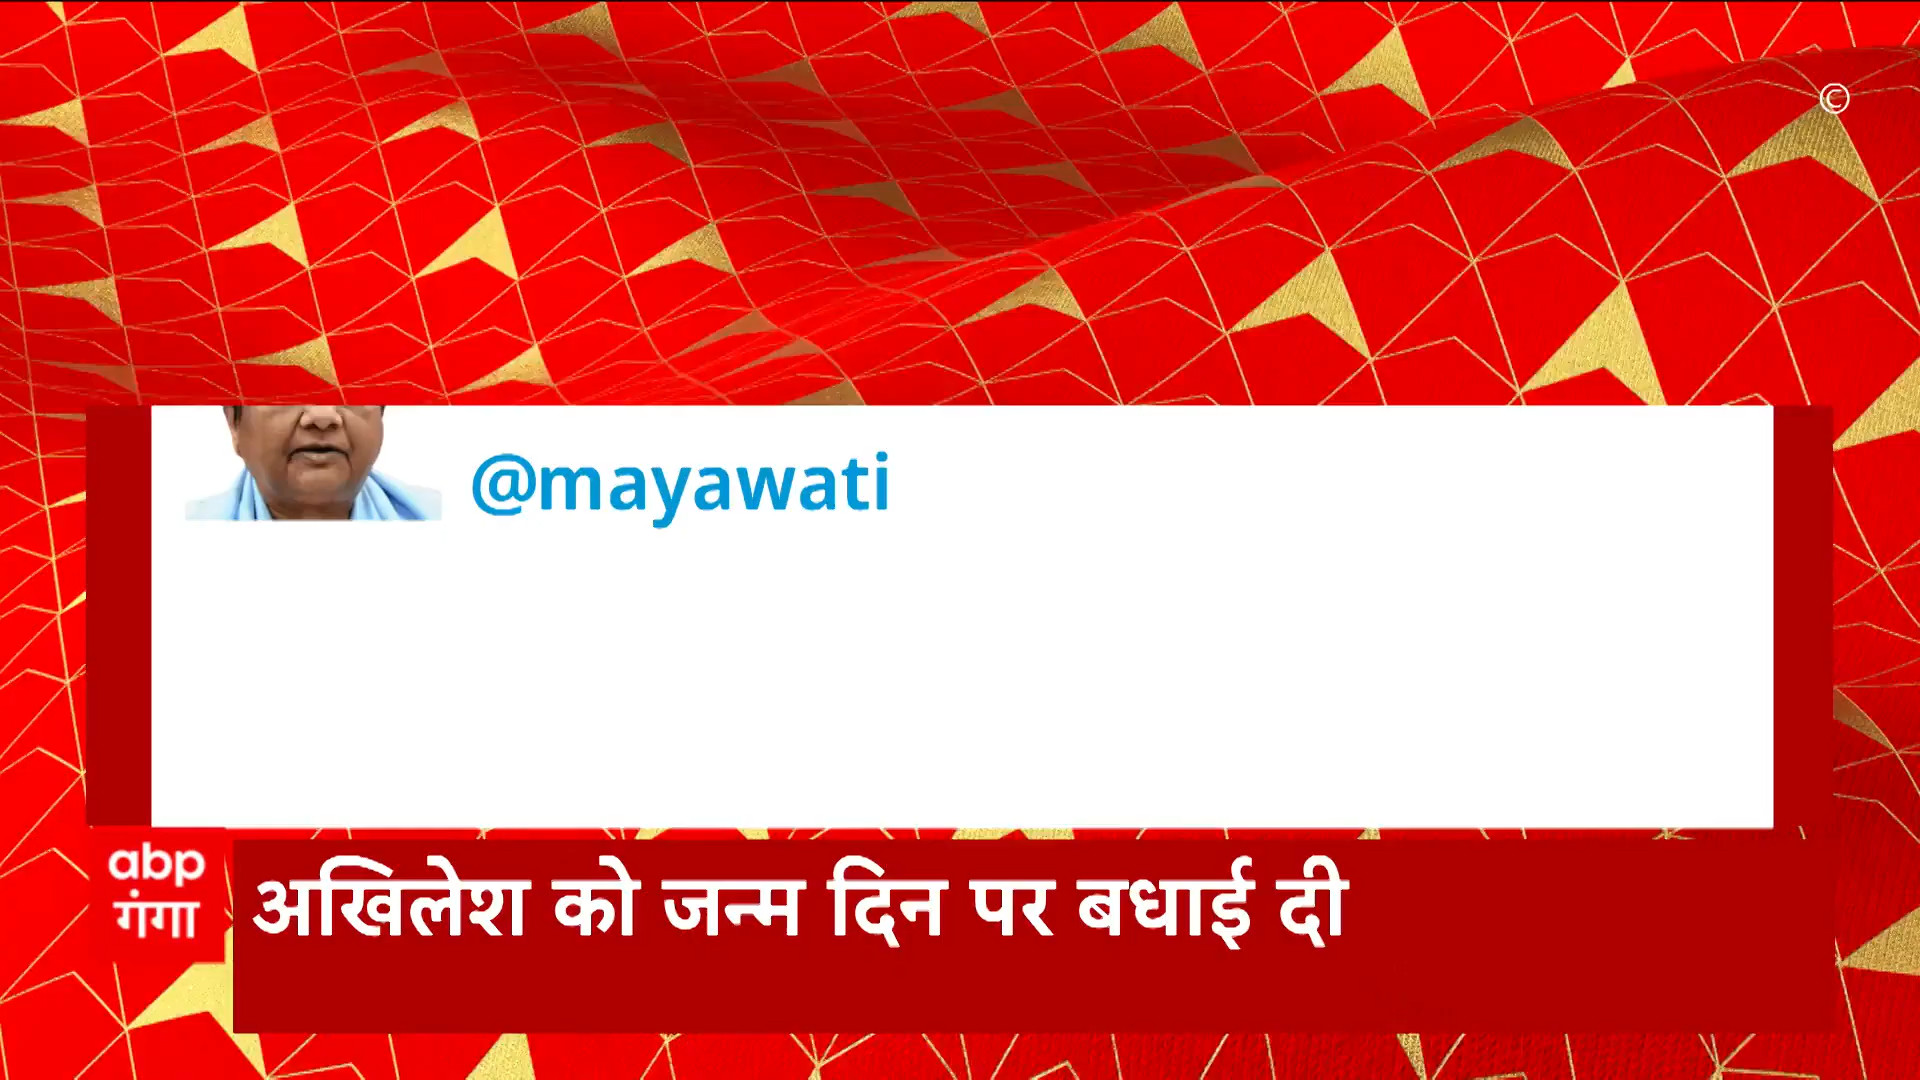 ©
@mayawati
abp
गंगा
अखिलेश को जन्म दिन पर बधाई दी